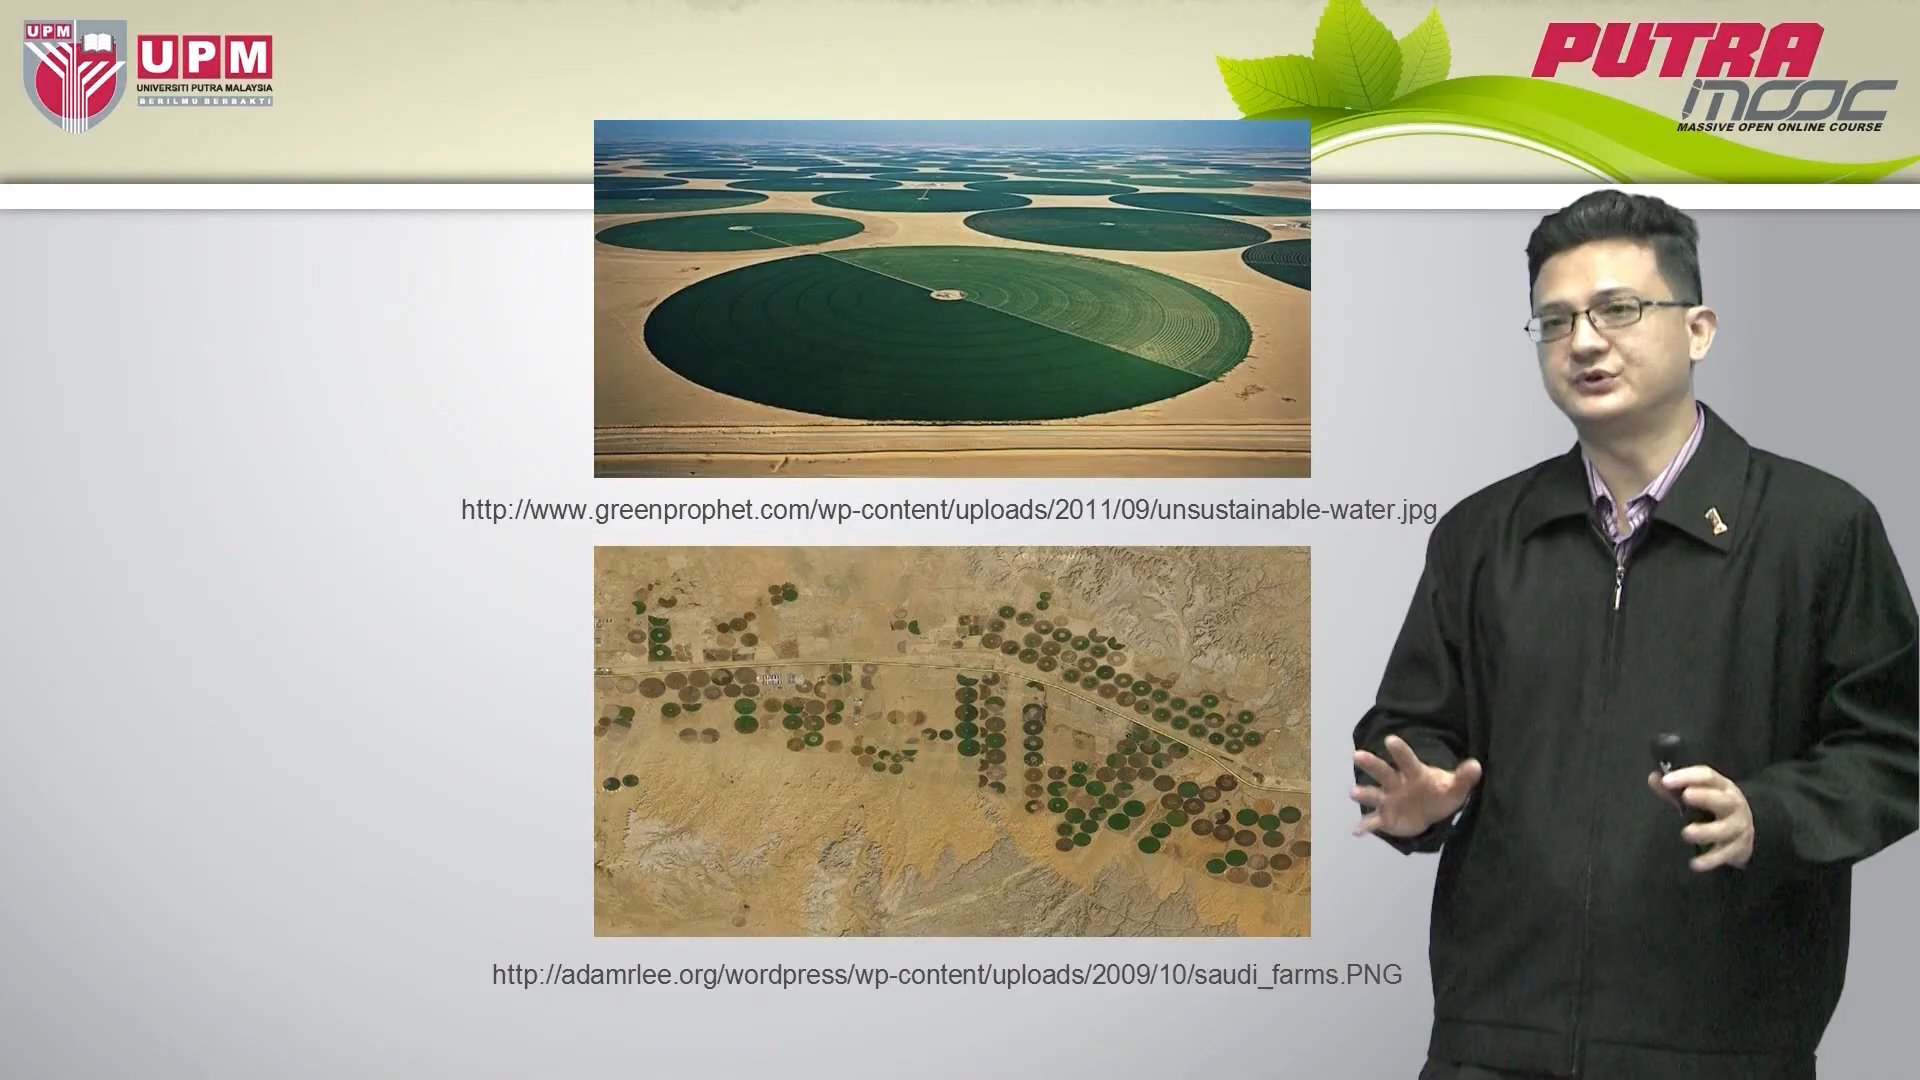 UPM
UPM
UNIVERSITI PUTRA MALAYSIA
BERILMU BERBAKTI
PUTRA
mooc
MASSIVE OPEN ONLINE COURSE
http://www.greenprophet.com/wp-content/uploads/2011/09/unsustainable-water.jpg
http://adamrlee.org/wordpress/wp-content/uploads/2009/10/saudi_farms.PNG